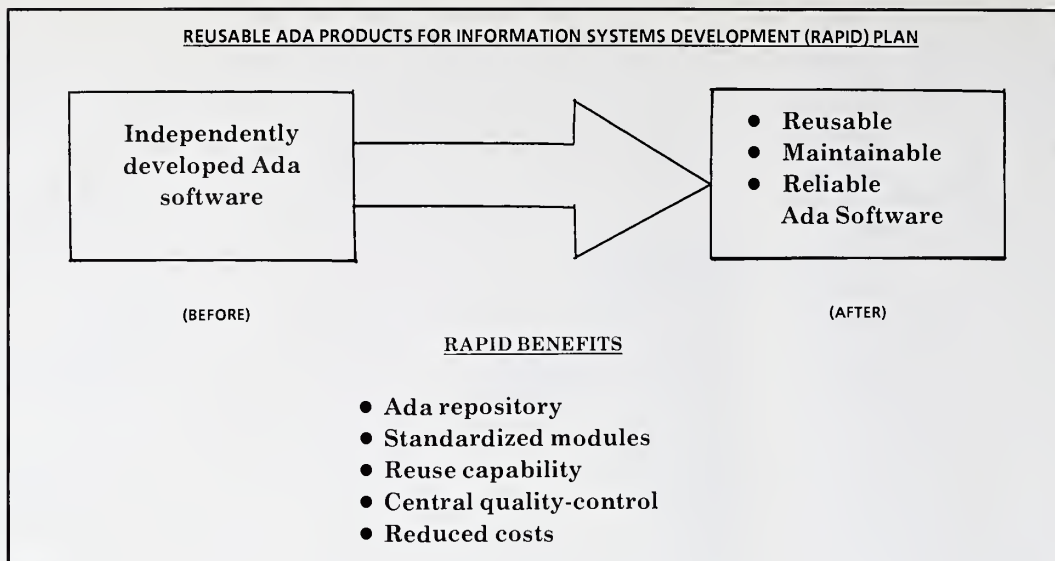 REUSABLE ADA PRODUCTS FOR INFORMATION SYSTEMS DEVELOPMENT (RAPID) PLAN
Independently
developed Ada
software
● Reusable
● Maintainable
● Reliable
Ada Software
(BEFORE)
(AFTER)
RAPID BENEFITS
● Ada repository
● Standardized modules
● Reuse capability
● Central quality-control
● Reduced costs